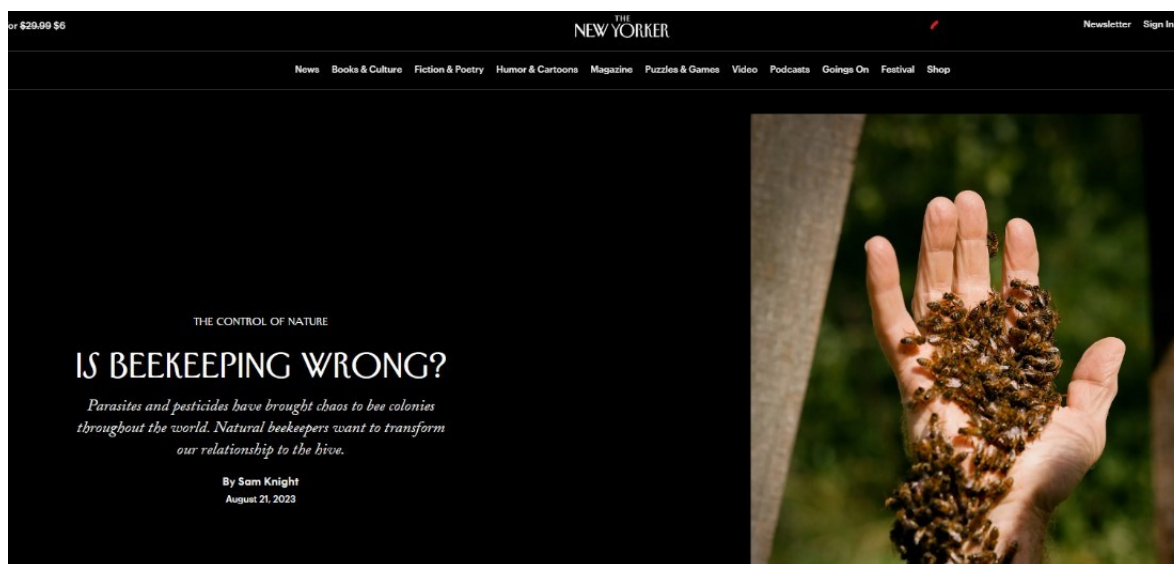 or $29.99 $6
THE
NEW YORKER
Newsletter Sign In
News Books & Culture Fiction & Poetry Humor & Cartoons Magazine Puzzles & Games Video Podcasts Goings On Festival Shop
THE CONTROL OF NATURE
IS BEEKEEPING WRONG?
Parasites and pesticides have brought chaos to bee colonies
throughout the world. Natural beekeepers want to transform
our relationship to the hive.
By Sam Knight
August 21, 2023